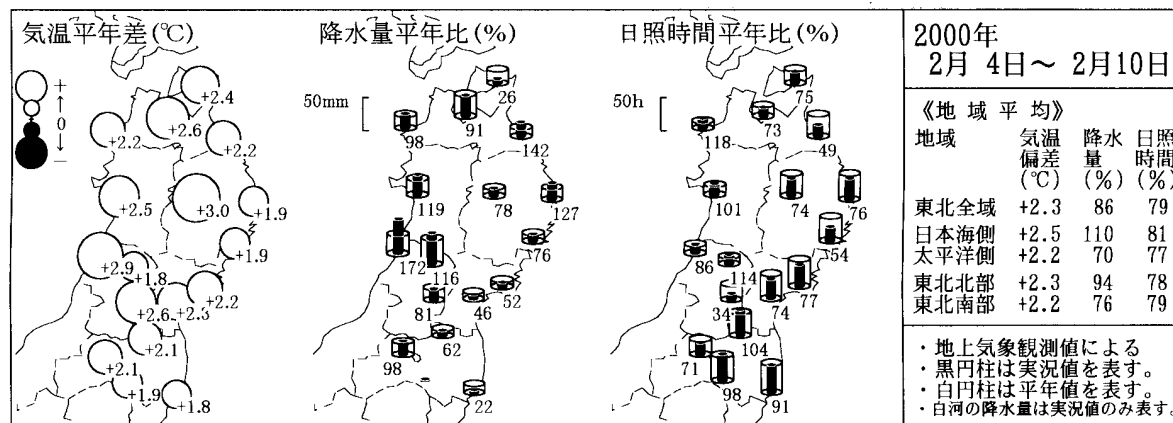 気温平年差(℃)
+
↑
0
↓
−
+2.4
+2.6
+2.2
+2.2
+2.5
+3.0
+1.9
+1.9
+2.9
+1.8
+2.2
+2.6
+2.3
+2.1
+2.1
+1.9
+1.8
降水量平年比(%)
50mm
26
91
98
142
119
78
127
76
172
116
52
81
46
62
98
22
日照時間平年比(%)
50h
75
73
118
49
101
74
76
54
86
114
77
34
74
104
71
98
91
2000年
2月 4日～ 2月10日
《地 域 平 均》
地域 気温 降水 日照
偏差 量 時間
(℃) (%) (%)
東北全域 +2.3 86 79
日本海側 +2.5 110 81
太平洋側 +2.2 70 77
東北北部 +2.3 94 78
東北南部 +2.2 76 79
・地上気象観測値による
・黒円柱は実況値を表す。
・白円柱は平年値を表す。
・白河の降水量は実況値のみ表す。